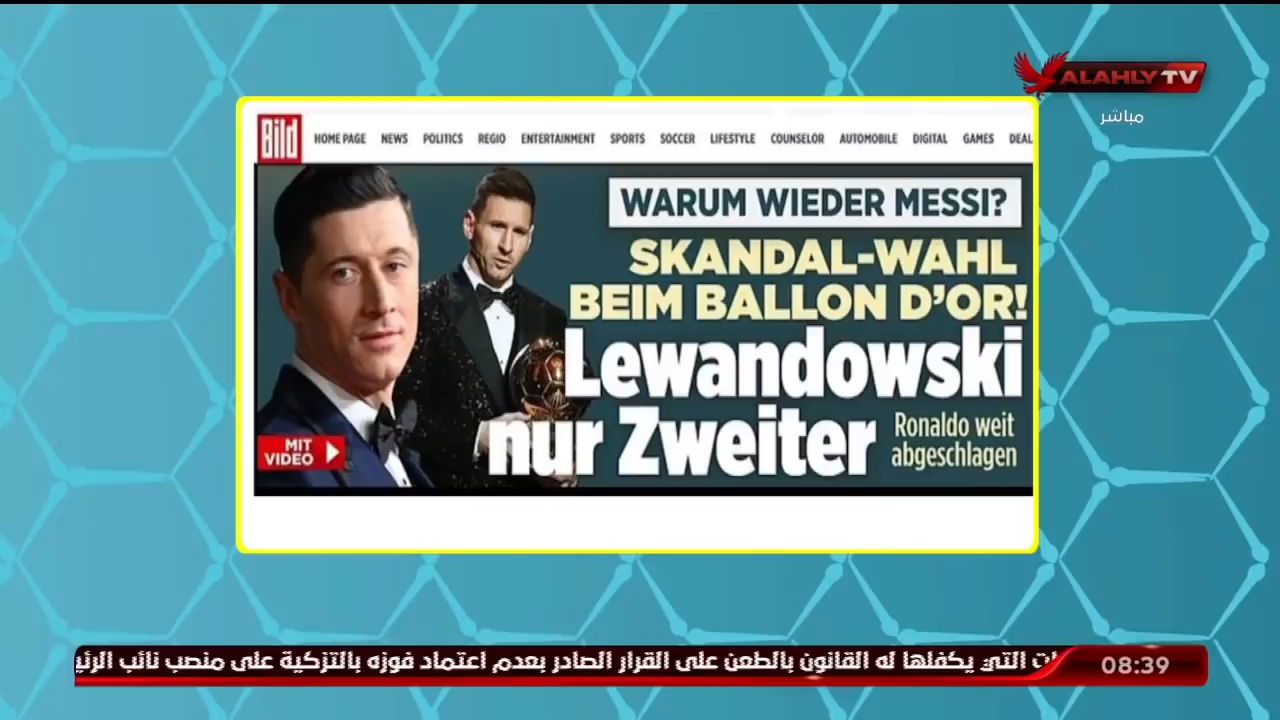 ALAHLY TV
مباشر
Bild HOME PAGE NEWS POLITICS REGIO ENTERTAINMENT SPORTS SOCCER LIFESTYLE COUNSELOR AUTOMOBILE DIGITAL GAMES DEAL
WARUM WIEDER MESSI?
SKANDAL-WAHL
BEIM BALLON D'OR!
Lewandowski
nur Zweiter
Ronaldo weit
abgeschlagen
MIT
VIDEO
التي يكفلها له القانون بالطعن على القرار الصادر بعدم اعتماد فوزه بالتزكية على منصب نائب
08:39